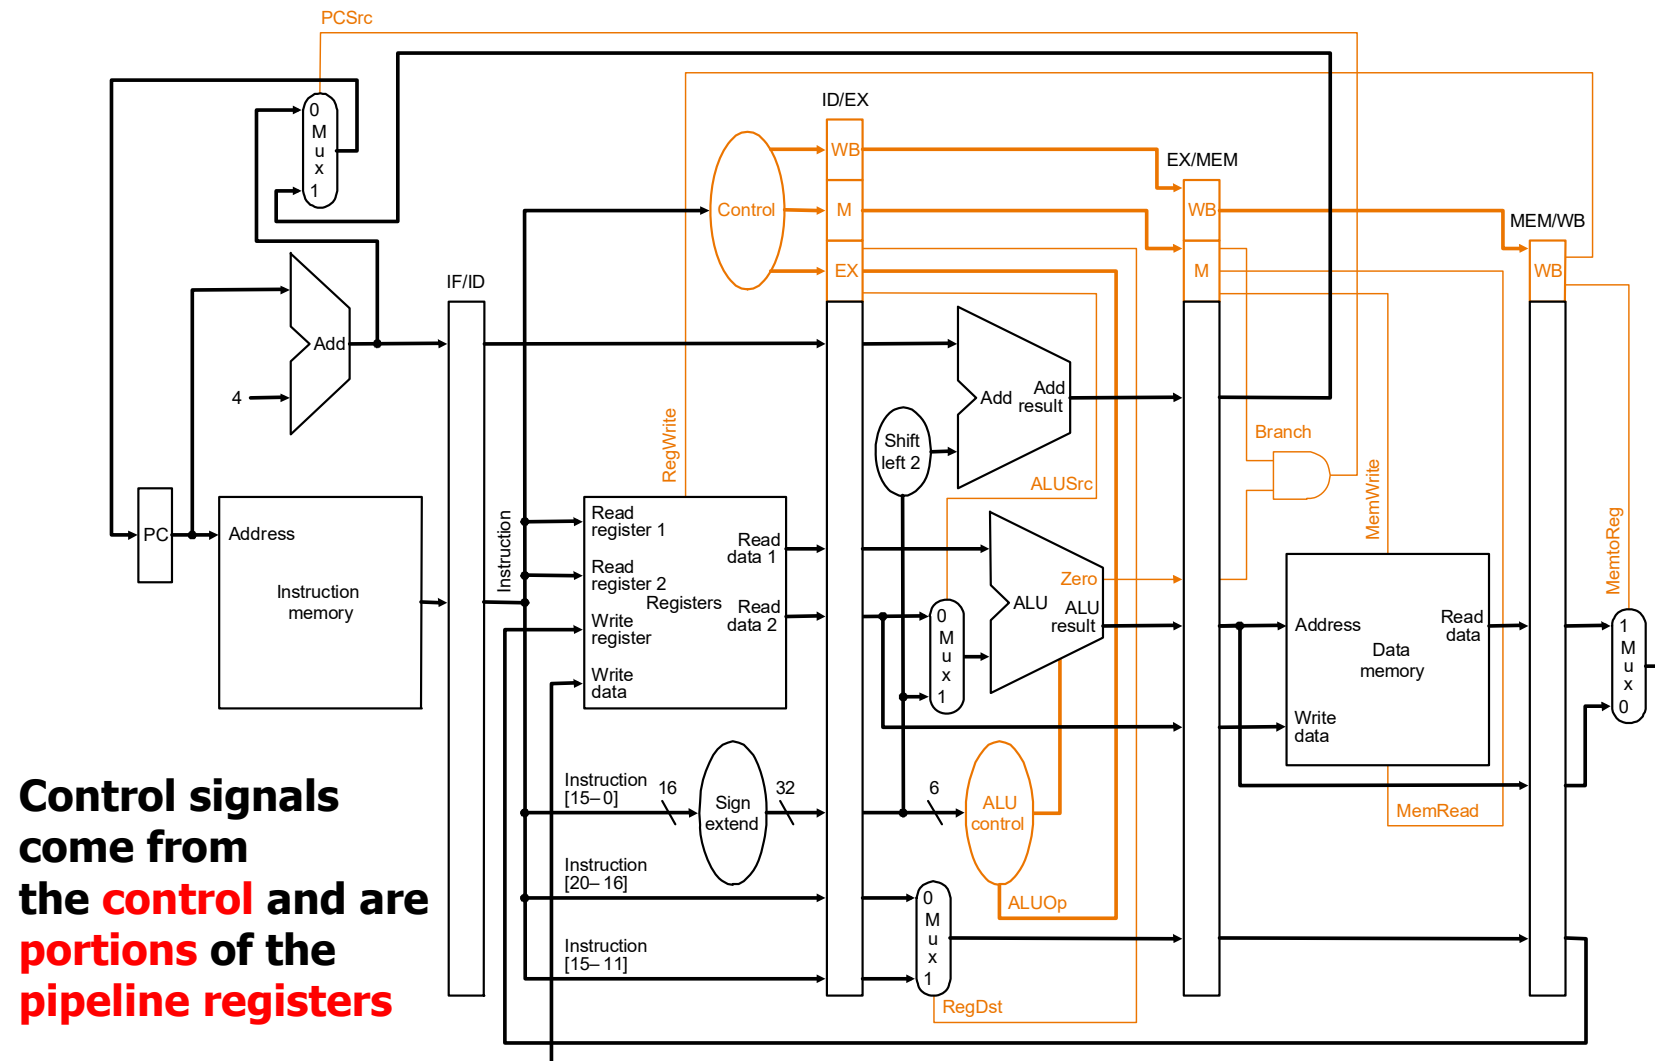 PCSrc
0
M
u
x
1
ID/EX
WB
M
EX
Control
EX/MEM
WB
M
MEM/WB
WB
IF/ID
Add
4
Add
Add
result
Shift
left 2
RegWrite
Branch
ALUSrc
MemWrite
MemtoReg
PC
Address
Instruction
memory
Instruction
Read
register 1
Read
register 2
Write
register
Write
data
Registers
Read
data 1
Read
data 2
0
M
u
x
1
Zero
ALU
ALU
result
Address
Write
data
Data
memory
Read
data
1
M
u
x
0
Instruction
[15–0]
16
Sign
extend
32
6
ALU
control
MemRead
Instruction
[20–16]
Instruction
[15–11]
0
M
u
x
1
ALUOp
RegDst
Control signals
come from
the control and are
portions of the
pipeline registers